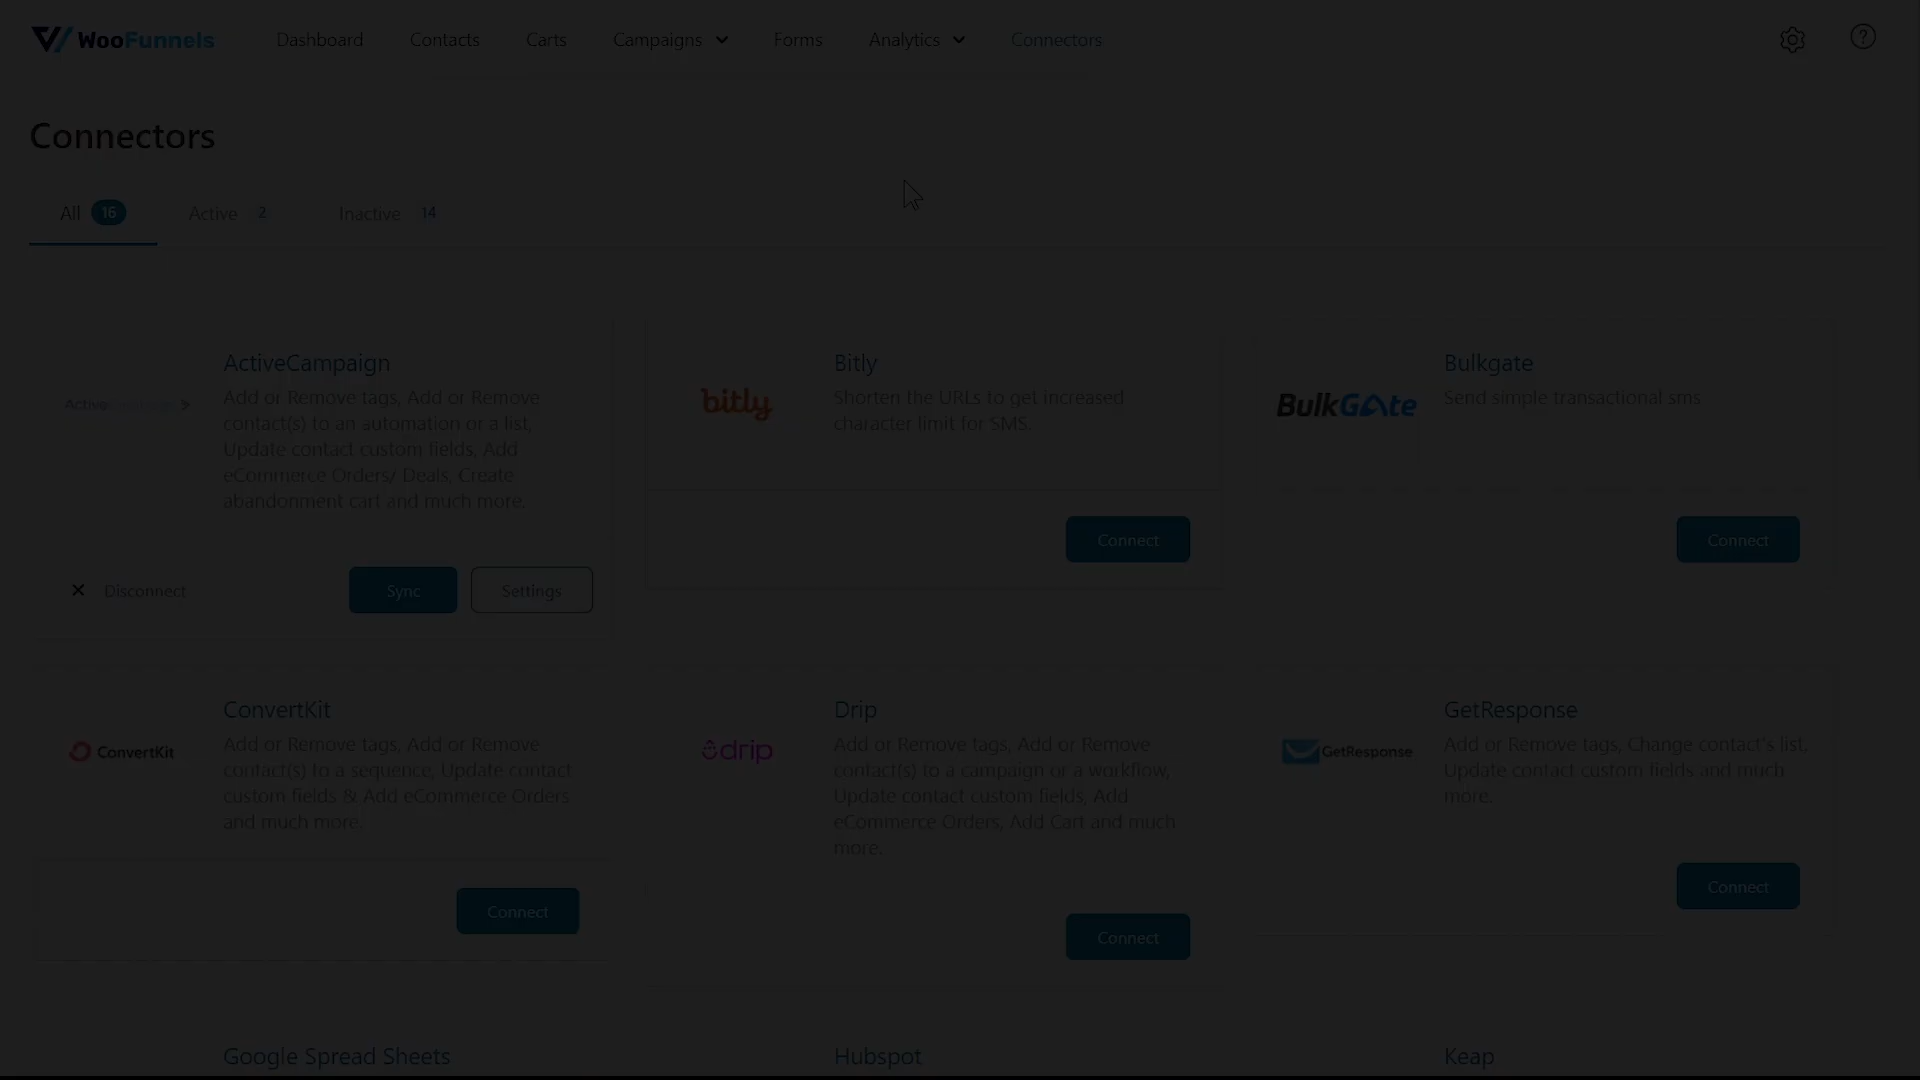 WooFunnels Dashboard Contacts Carts Campaigns Forms Analytics Connectors
Connectors
All 16 Active 2 Inactive 14
ActiveCampaign
Add or Remove tags, Add or Remove
contact(s) to an automation or a list,
Update contact custom fields, Add
eCommerce Orders/ Deals, Create
abandonment cart and much more.
Disconnect Sync Settings
bitly
Bitly
Shorten the URLs to get increased
character limit for SMS.
Connect
BulkGate
Bulkgate
Send simple transactional sms.
Connect
ConvertKit
ConvertKit
Add or Remove tags, Add or Remove
contact(s) to a sequence, Update contact
custom fields & Add eCommerce Orders
and much more.
Connect
drip
Drip
Add or Remove tags, Add or Remove
contact(s) to a campaign or a workflow,
Update contact custom fields, Add
eCommerce Orders, Add Cart and much
more.
Connect
GetResponse
GetResponse
Add or Remove tags, Change contact's list,
Update contact custom fields and much
more.
Connect
Google Spread Sheets
Hubspot
Keap